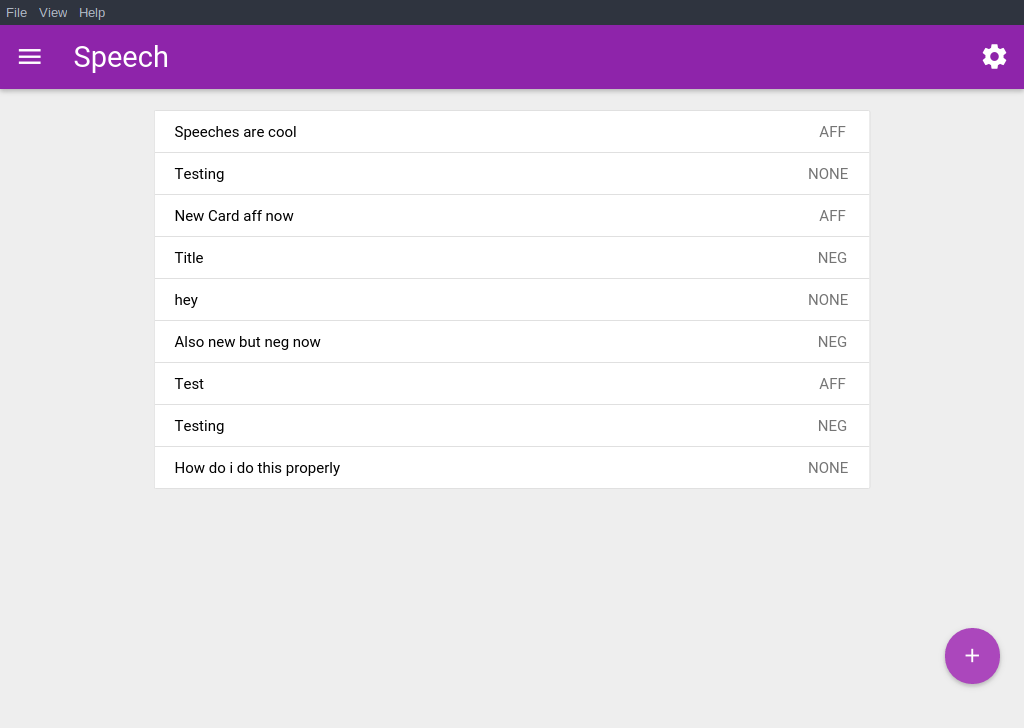 File View Help
Speech
Speeches are cool AFF
Testing NONE
New Card aff now AFF
Title NEG
hey NONE
Also new but neg now NEG
Test AFF
Testing NEG
How do i do this properly NONE
+